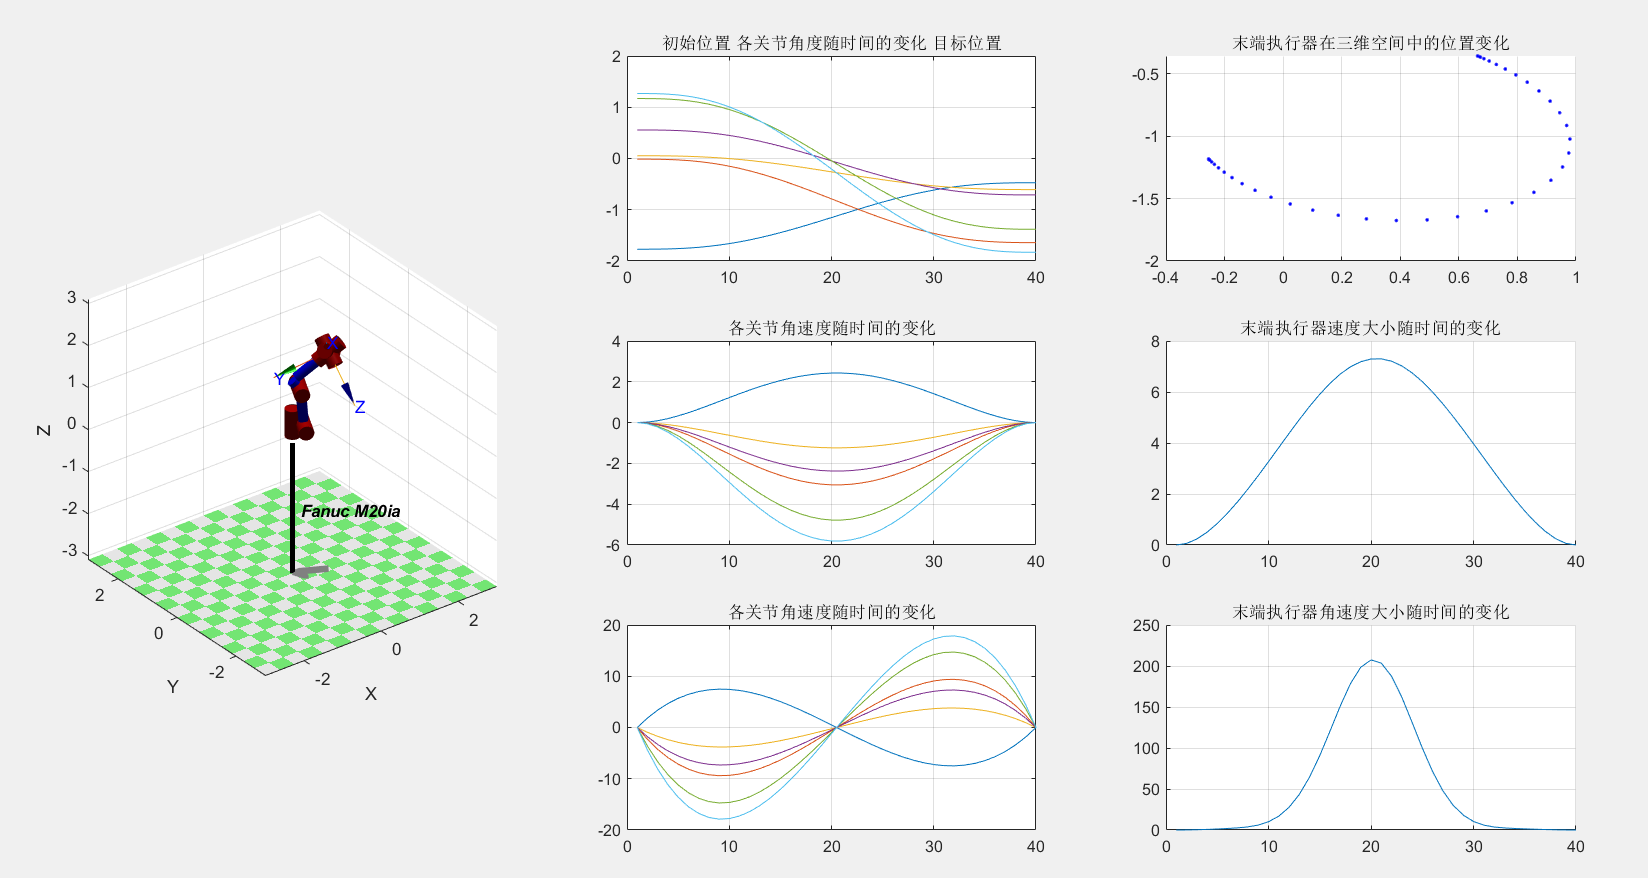 3
2
1
0
-1
-2
-3
Z
X
Y
Z
Fanuc M20ia
2
0
-2
Y
-2
0
2
X
初始位置 各关节角度随时间的变化 目标位置
2
1
0
-1
-2
0 10 20 30 40
末端执行器在三维空间中的位置变化
-0.5
-1
-1.5
-2
-0.4 -0.2 0 0.2 0.4 0.6 0.8 1
各关节角速度随时间的变化
4
2
0
-2
-4
-6
0 10 20 30 40
末端执行器速度大小随时间的变化
8
6
4
2
0
0 10 20 30 40
各关节角速度随时间的变化
20
10
0
-10
-20
0 10 20 30 40
末端执行器角速度大小随时间的变化
250
200
150
100
50
0
0 10 20 30 40